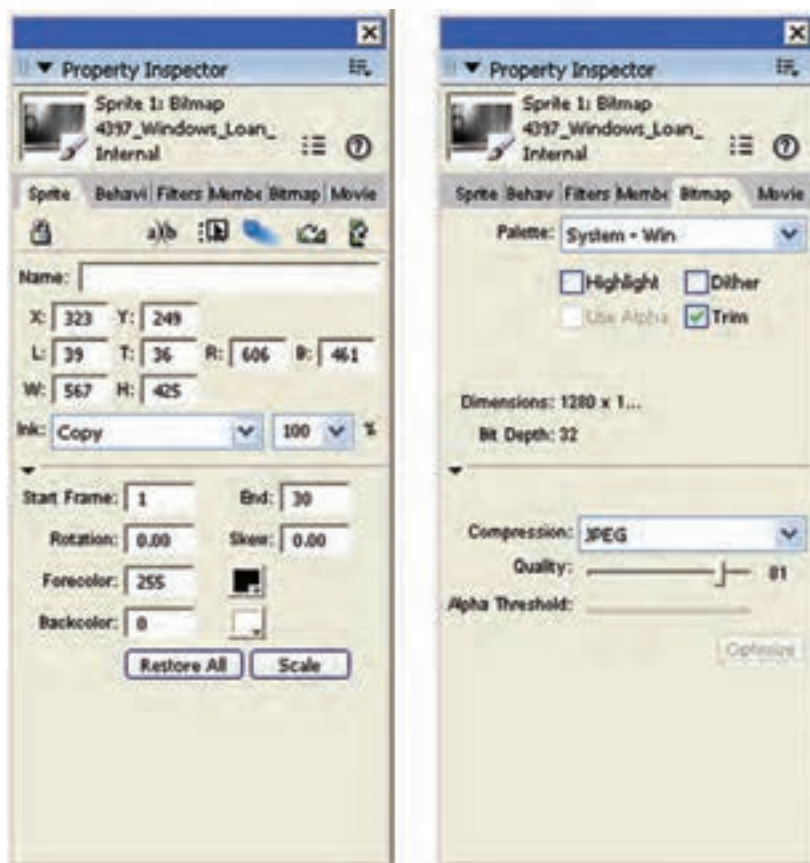 Property Inspector
Sprite 1: Bitmap
4397_Windows_Loan_
Internal
Sprite Behavi Filters Membe Bitmap Movie
a)(b
Name:
X: 323 Y: 249
L: 39 T: 36 R: 606 B: 461
W: 567 H: 425
Ink: Copy 100 %
Start Frame: 1 End: 30
Rotation: 0.00 Skew: 0.00
Forecolor: 255
Backcolor: 0
Restore All Scale
Property Inspector
Sprite 1: Bitmap
4397_Windows_Loan_
Internal
Sprite Behav Filters Membe Bitmap Movie
Palette: System - Win
Highlight Dither
Use Alpha Trim
Dimensions: 1280 x 1...
Bit Depth: 32
Compression: JPEG
Quality: 81
Alpha Threshold:
Optimize